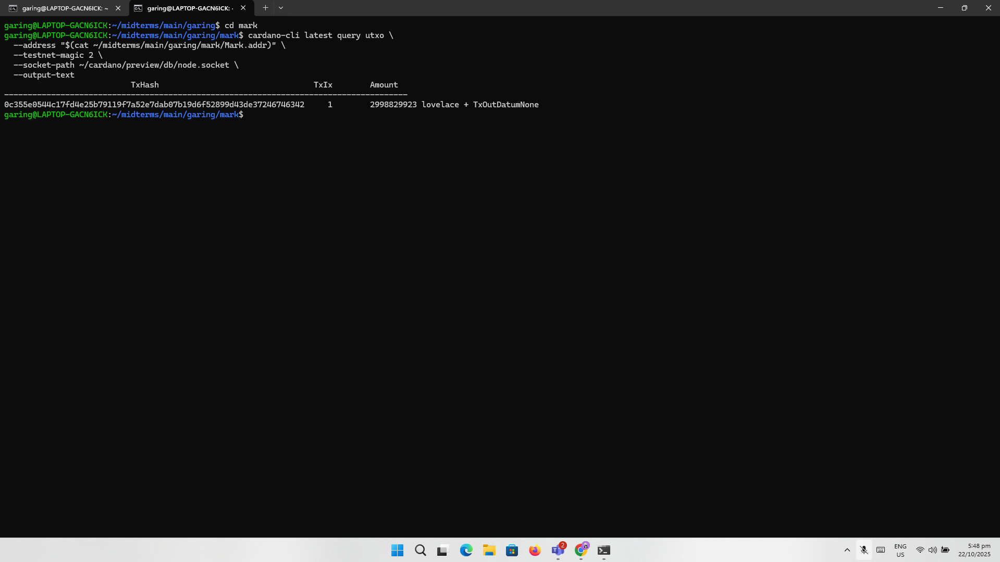 garing@LAPTOP-GACN6ICK: ~
garing@LAPTOP-GACN6ICK: ~
garing@LAPTOP-GACN6ICK:~/midterms/main/garing$ cd mark
garing@LAPTOP-GACN6ICK:~/midterms/main/garing/mark$ cardano-cli latest query utxo \
--address "$(cat ~/midterms/main/garing/mark/Mark.addr)" \
--testnet-magic 2 \
--socket-path ~/cardano/preview/db/node.socket \
--output-text
TxHash TxIx Amount
--------------------------------------------------------------------------------------
0c355e0544c17fd4e25b79119f7a52e7dab07b19d6f52899d43de37246746342 1 2998829923 lovelace + TxOutDatumNone
garing@LAPTOP-GACN6ICK:~/midterms/main/garing/mark$
2
ENG
US
5:48 pm
22/10/2025